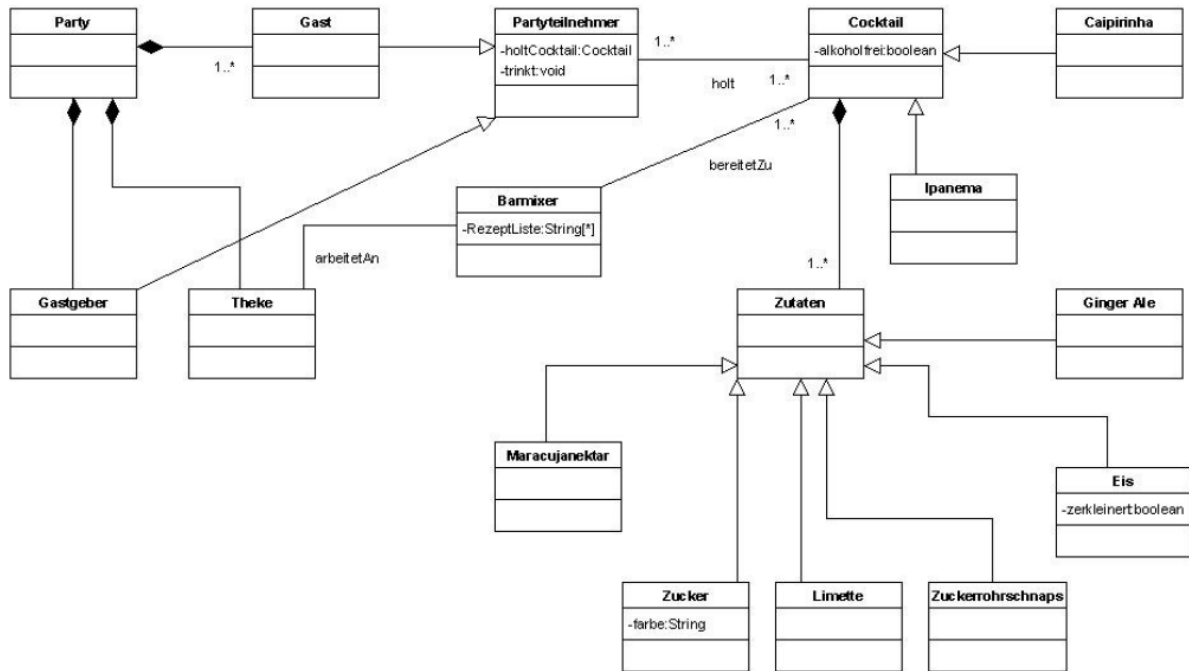 Party
Gast
Partyteilnehmer
-holtCocktail:Cocktail
-trinkt:void
Cocktail
-alkoholfrei:boolean
Caipirinha
1..*
1..*
holt
1..*
1..*
bereitetZu
Ipanema
Barmixer
-RezeptListe:String[*]
arbeitetAn
1..*
Gastgeber
Theke
Zutaten
Ginger Ale
Maracujanektar
Eis
-zerkleinert:boolean
Zucker
-farbe:String
Limette
Zuckerrohrschnaps